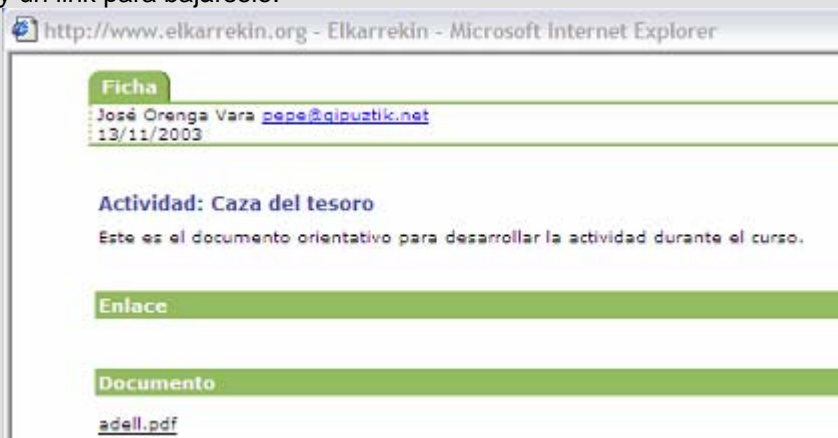 y un link para bajárselo.
http://www.elkarrekin.org - Elkarrekin - Microsoft Internet Explorer
Ficha
José Orenga Vara pepe@gipuztik.net
13/11/2003
Actividad: Caza del tesoro
Este es el documento orientativo para desarrollar la actividad durante el curso.
Enlace
Documento
adell.pdf